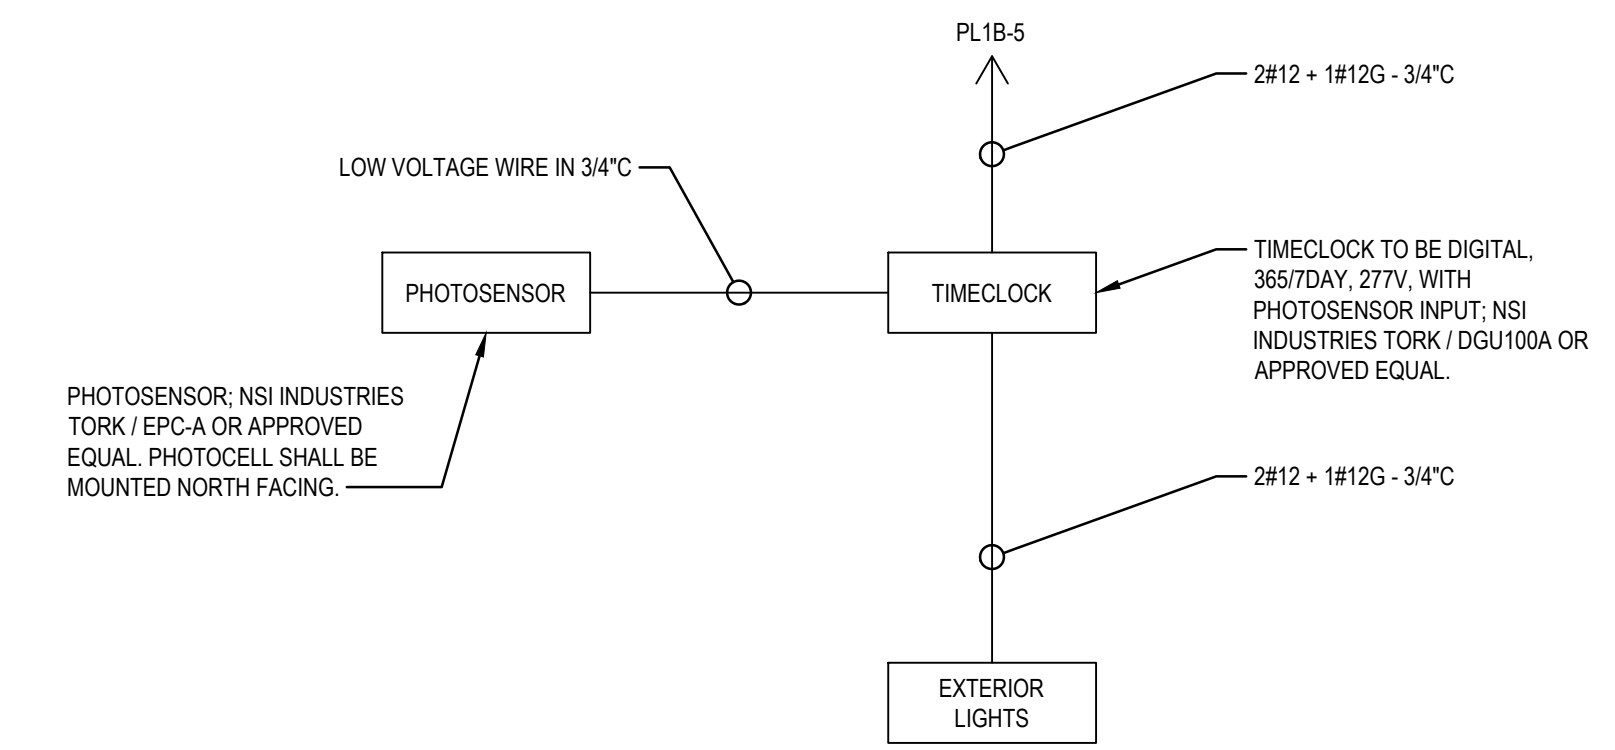 PL1B-5
2#12 + 1#12G - 3/4"C
LOW VOLTAGE WIRE IN 3/4"C
PHOTOSENSOR
TIMECLOCK
TIMECLOCK TO BE DIGITAL,
365/7DAY, 277V, WITH
PHOTOSENSOR INPUT; NSI
INDUSTRIES TORK / DGU100A OR
APPROVED EQUAL.
PHOTOSENSOR; NSI INDUSTRIES
TORK / EPC-A OR APPROVED
EQUAL. PHOTOCELL SHALL BE
MOUNTED NORTH FACING.
2#12 + 1#12G - 3/4"C
EXTERIOR
LIGHTS